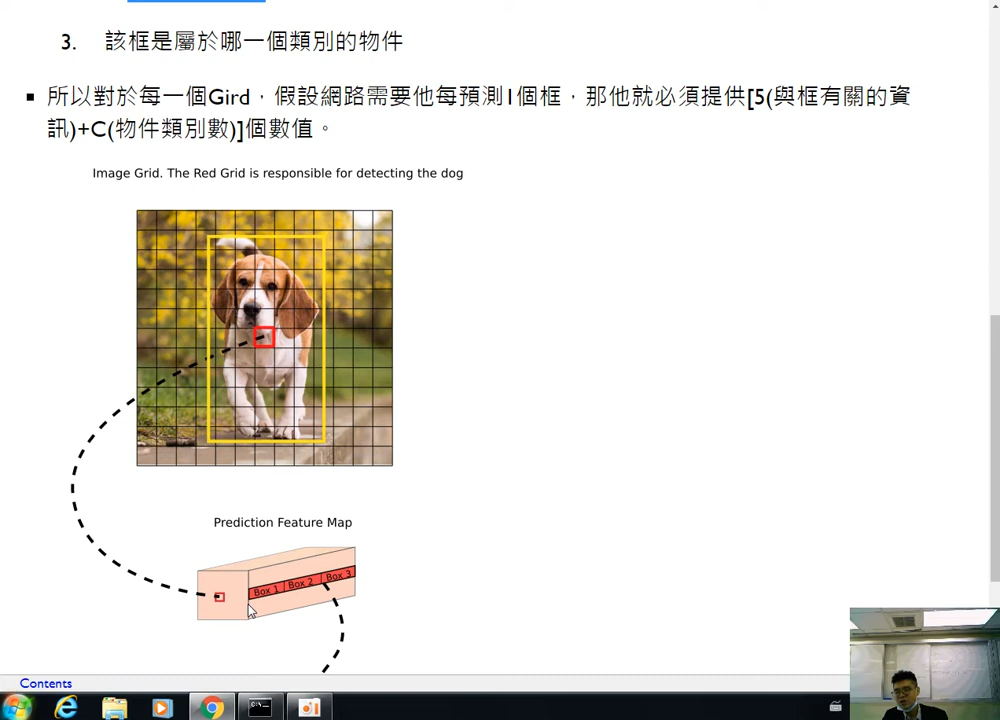 3. 該框是屬於哪一個類別的物件
▪ 所以對於每一個Gird，假設網路需要他每預測1個框，那他就必須提供[5(與框有關的資
訊)+C(物件類別數)]個數值。
Image Grid. The Red Grid is responsible for detecting the dog
Prediction Feature Map
Box 1 Box 2 Box 3
Contents